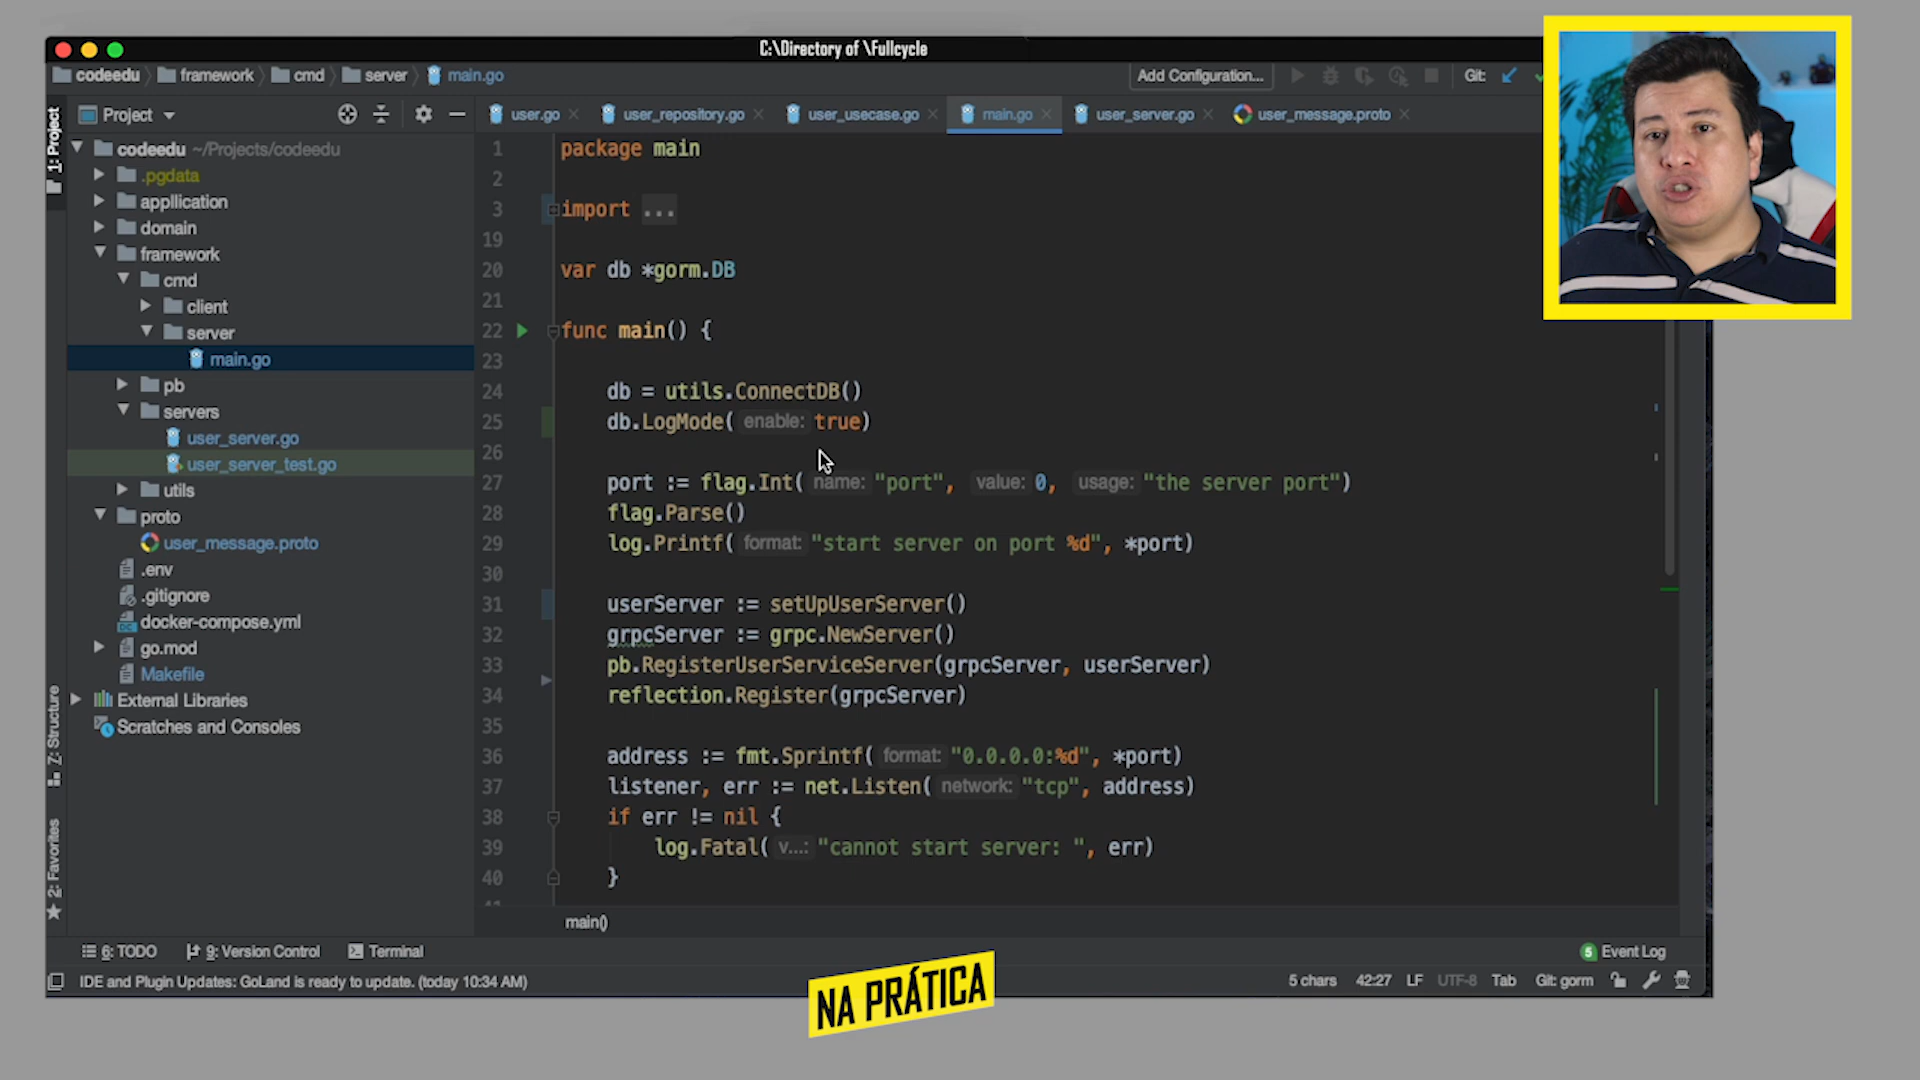 C:\Directory of \Fullcycle
codeedu framework cmd server main.go
Add Configuration...
Git:
1: Project
Project
user.go
user_repository.go
user_usecase.go
main.go
user_server.go
user_message.proto
codeedu ~/Projects/codeedu
.pgdata
appllication
domain
framework
cmd
client
server
main.go
pb
servers
user_server.go
user_server_test.go
utils
proto
user_message.proto
.env
.gitignore
docker-compose.yml
go.mod
Makefile
External Libraries
Scratches and Consoles
Z: Structure
2: Favorites
1 package main
2
3 import ...
19
20 var db *gorm.DB
21
22 func main() {
23
24 db = utils.ConnectDB()
25 db.LogMode( enable: true)
26
27 port := flag.Int( name: "port", value: 0, usage: "the server port")
28 flag.Parse()
29 log.Printf( format: "start server on port %d", *port)
30
31 userServer := setUpUserServer()
32 grpcServer := grpc.NewServer()
33 pb.RegisterUserServiceServer(grpcServer, userServer)
34 reflection.Register(grpcServer)
35
36 address := fmt.Sprintf( format: "0.0.0.0:%d", *port)
37 listener, err := net.Listen( network: "tcp", address)
38 if err != nil {
39 log.Fatal( v...: "cannot start server: ", err)
40 }
main()
6: TODO
9: Version Control
Terminal
5 Event Log
IDE and Plugin Updates: GoLand is ready to update. (today 10:34 AM)
5 chars 42:27 LF UTF-8 Tab Git: gorm
NA PRÁTICA